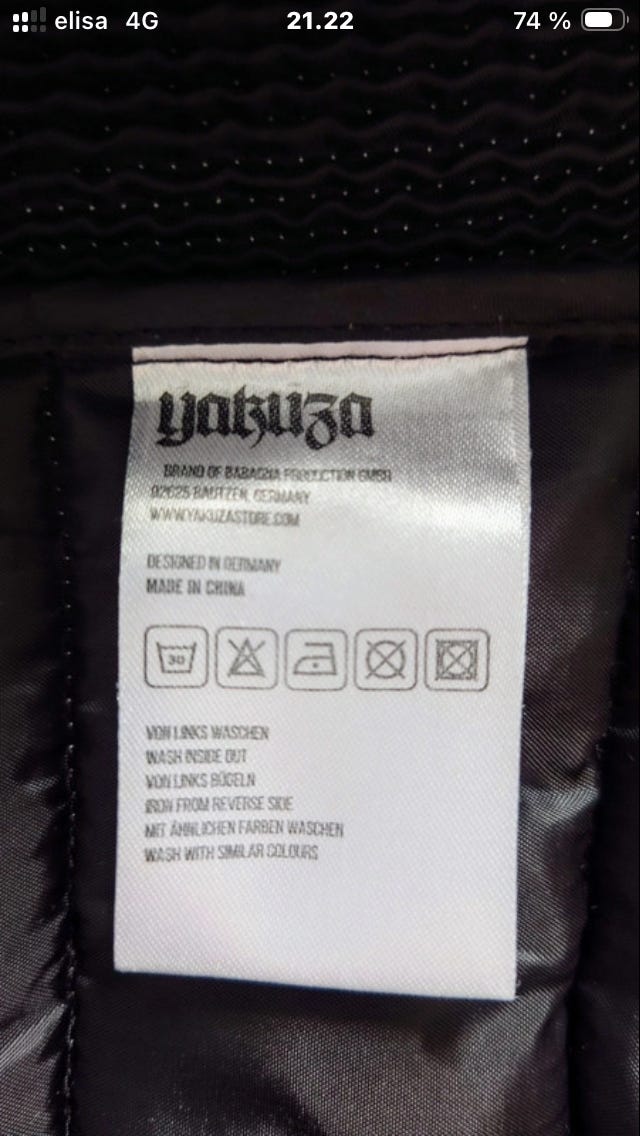 elisa 4G 21.22 74 %
yakuza
BRAND OF BABAGHA PRODUCTION GMBH
02625 BAUTZEN, GERMANY
WWW.YAKUZASTORE.COM
DESIGNED IN GERMANY
MADE IN CHINA
30
VON LINKS WASCHEN
WASH INSIDE OUT
VON LINKS BÜGELN
IRON FROM REVERSE SIDE
MIT ÄHNLICHEN FARBEN WASCHEN
WASH WITH SIMILAR COLOURS